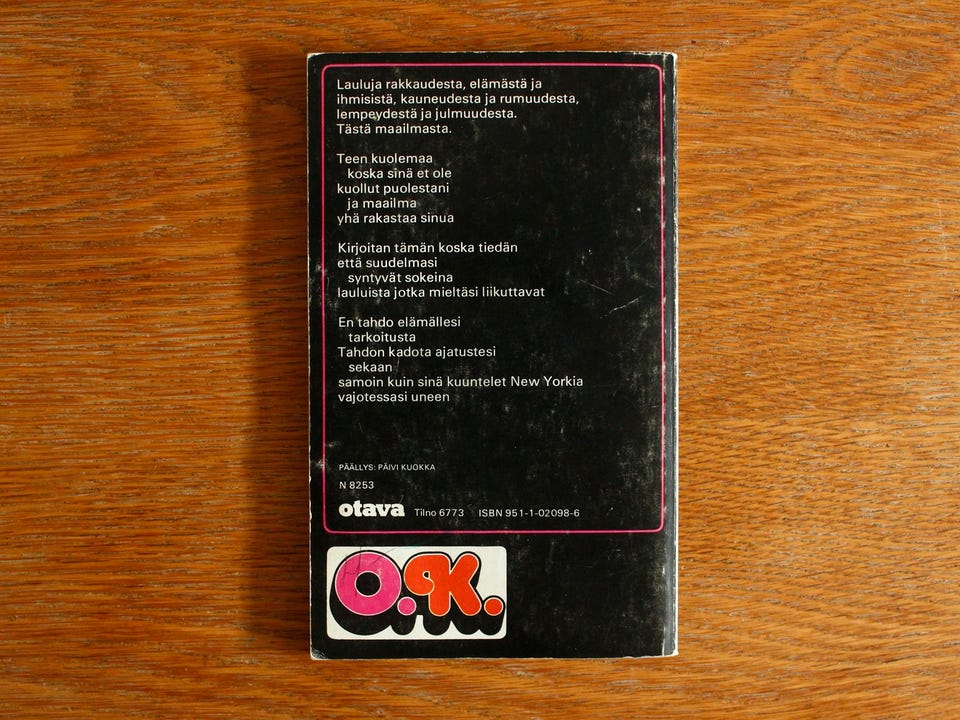 Lauluja rakkaudesta, elämästä ja
ihmisistä, kauneudesta ja rumuudesta,
lempeydestä ja julmuudesta.
Tästä maailmasta.
Teen kuolemaa
koska sinä et ole
kuollut puolestani
ja maailma
yhä rakastaa sinua
Kirjoitan tämän koska tiedän
että suudelmasi
syntyvät sokeina
lauluista jotka mieltäsi liikuttavat
En tahdo elämällesi
tarkoitusta
Tahdon kadota ajatustesi
sekaan
samoin kuin sinä kuuntelet New Yorkia
vajotessasi uneen
PÄÄLLYS: PÄIVI KUOKKA
N 8253
otava Tilno 6773 ISBN 951-1-02098-6
O.K.